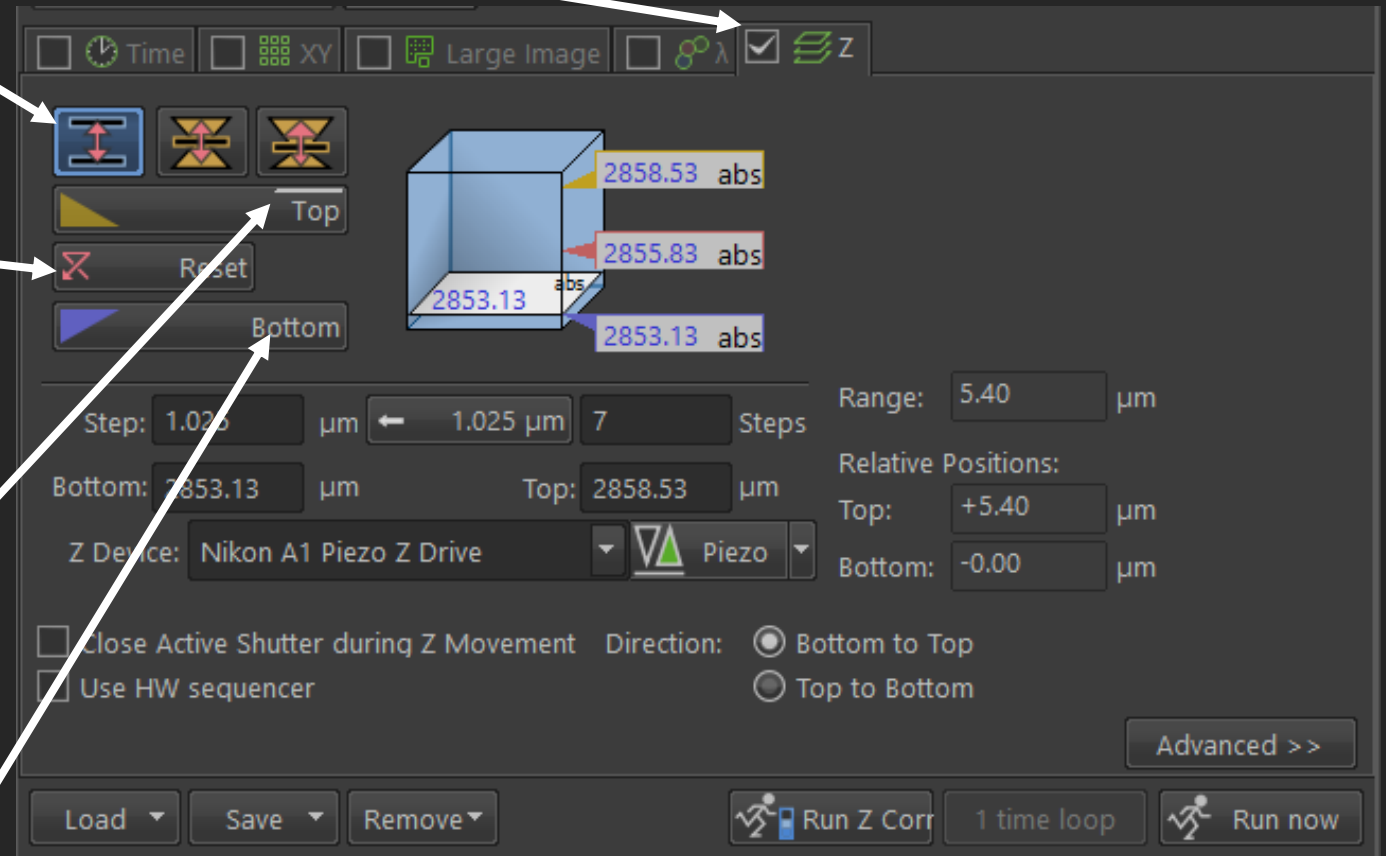 Time XY Large Image λ Z
Top
Reset
Bottom
2858.53 abs
2855.83 abs
abs
2853.13
2853.13 abs
Step: 1.025 µm 1.025 µm 7 Steps
Bottom: 2853.13 µm Top: 2858.53 µm
Z Device: Nikon A1 Piezo Z Drive Piezo
Range: 5.40 µm
Relative Positions:
Top: +5.40 µm
Bottom: -0.00 µm
Close Active Shutter during Z Movement
Use HW sequencer
Direction: Bottom to Top
Top to Bottom
Advanced >>
Load Save Remove Run Z Corr 1 time loop Run now